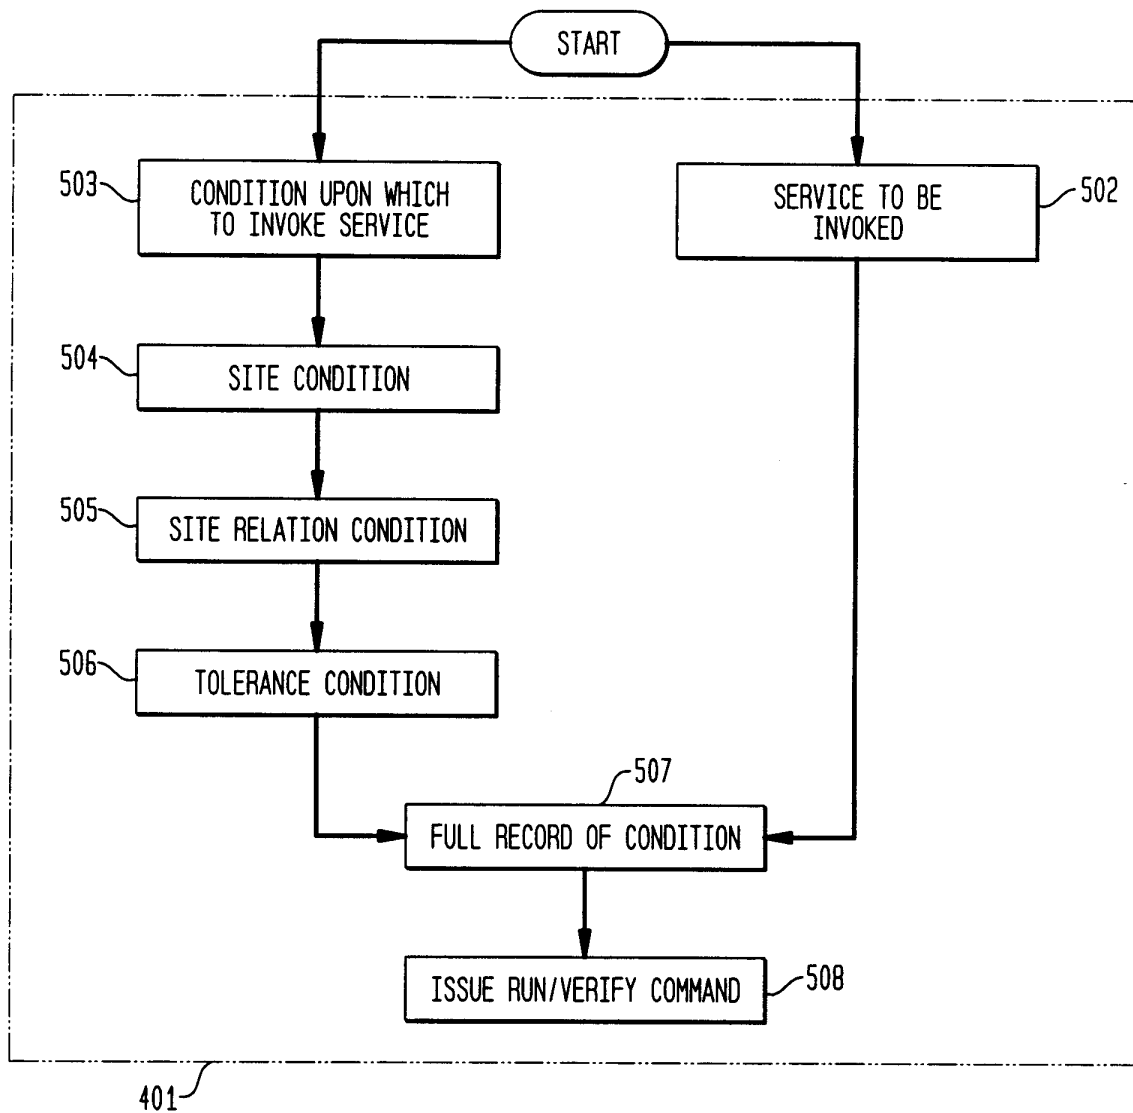 START
503
CONDITION UPON WHICH
TO INVOKE SERVICE
SERVICE TO BE
INVOKED
502
504
SITE CONDITION
505
SITE RELATION CONDITION
506
TOLERANCE CONDITION
507
FULL RECORD OF CONDITION
ISSUE RUN/VERIFY COMMAND
508
401